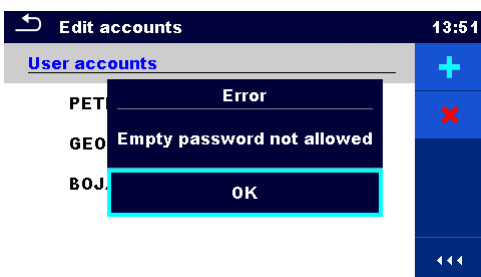 Edit accounts 13:51
User accounts
PET
Error
GEO
Empty password not allowed
BOJ
OK